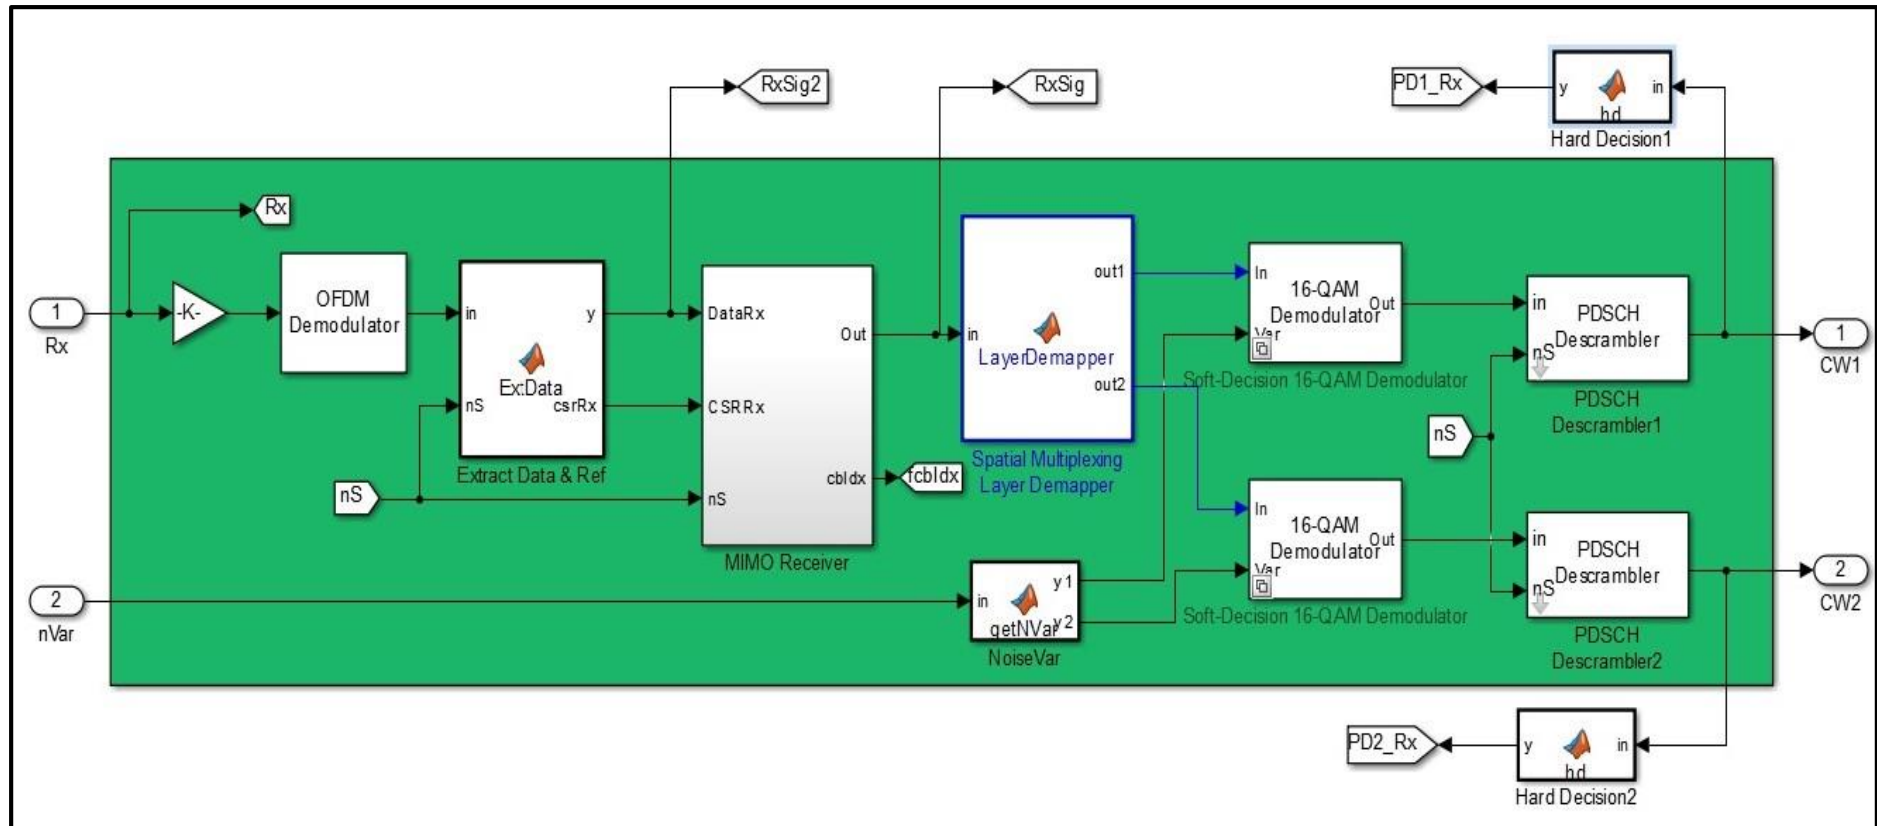 RxSig2
RxSig
PD1_Rx
y
in
hd
Hard Decision1
Rx
1
Rx
-K-
OFDM
Demodulator
in
y
Ex:Data
nS
csrRx
Extract Data & Ref
nS
DataRx
Out
CSRRx
cbIdx
nS
MIMO Receiver
fcbIdx
in
out1
LayerDemapper
out2
Spatial Multiplexing
Layer Demapper
In
16-QAM
Demodulator
Out
Var
Soft-Decision 16-QAM Demodulator
in
PDSCH
Descrambler
nS
PDSCH
Descrambler1
1
CW1
nS
2
nVar
in
y1
getNVar
y2
NoiseVar
In
16-QAM
Demodulator
Out
Var
Soft-Decision 16-QAM Demodulator
in
PDSCH
Descrambler
nS
PDSCH
Descrambler2
2
CW2
PD2_Rx
y
in
hd
Hard Decision2